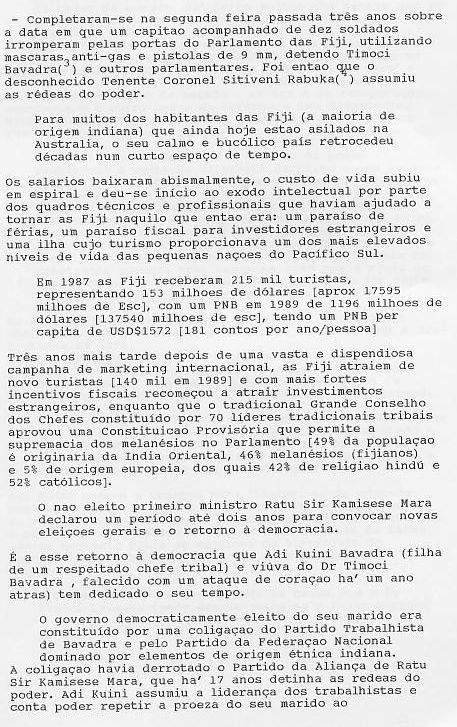 - Completaram-se na segunda feira passada três anos sobre
a data em que um capitao acompanhado de dez soldados
irromperam pelas portas do Parlamento das Fiji, utilizando
mascaras anti-gas e pistolas de 9 mm, detendo Timoci
Bavadra(³) e outros parlamentares. Foi entao que o
desconhecido Tenente Coronel Sitiveni Rabuka(⁴) assumiu
as rédeas do poder.
Para muitos dos habitantes das Fiji (a maioria de
origem indiana) que ainda hoje estao asilados na
Australia, o seu calmo e bucólico país retrocedeu
décadas num curto espaço de tempo.
Os salarios baixaram abismalmente, o custo de vida subiu
em espiral e deu-se início ao exodo intelectual por parte
dos quadros técnicos e profissionais que haviam ajudado a
tornar as Fiji naquilo que entao era: um paraíso de
férias, um paraíso fiscal para investidores estrangeiros e
uma ilha cujo turismo proporcionava um dos mais elevados
níveis de vida das pequenas naçoes do Pacífico Sul.
Em 1987 as Fiji receberam 215 mil turistas,
representando 153 milhoes de dólares [aprox 17595
milhoes de Esc], com um PNB em 1989 de 1196 milhoes de
dólares [137540 milhoes de esc], tendo um PNB per
capita de USD$1572 [181 contos por ano/pessoa]
Três anos mais tarde depois de uma vasta e dispendiosa
campanha de marketing internacional, as Fiji atraiem de
novo turistas [140 mil em 1989] e com mais fortes
incentivos fiscais recomeçou a atrair investimentos
estrangeiros, enquanto que o tradicional Grande Conselho
dos Chefes constituído por 70 líderes tradicionais tribais
aprovou uma Constituicao Provisória que permite a
supremacia dos melanésios no Parlamento [49% da populaçao
é originaria da India Oriental, 46% melanésios (fijianos)
e 5% de origem europeia, dos quais 42% de religiao hindú e
52% católicos].
O nao eleito primeiro ministro Ratu Sir Kamisese Mara
declarou um período até dois anos para convocar novas
eleiçoes gerais e o retorno à democracia.
É a esse retorno à democracia que Adi Kuini Bavadra (filha
de um respeitado chefe tribal) e viúva do Dr Timoci
Bavadra , falecido com um ataque de coraçao ha' um ano
atras) tem dedicado o seu tempo.
O governo democraticamente eleito do seu marido era
constituído por uma coligaçao do Partido Trabalhista
de Bavadra e pelo Partido da Federaçao Nacional
dominado por elementos de origem étnica indiana.
A coligaçao havia derrotado o Partido da Aliança de Ratu
Sir Kamisese Mara, que ha' 17 anos detinha as redeas do
poder. Adi Kuini assumiu a liderança dos trabalhistas e
conta poder repetir a proeza do seu marido ao